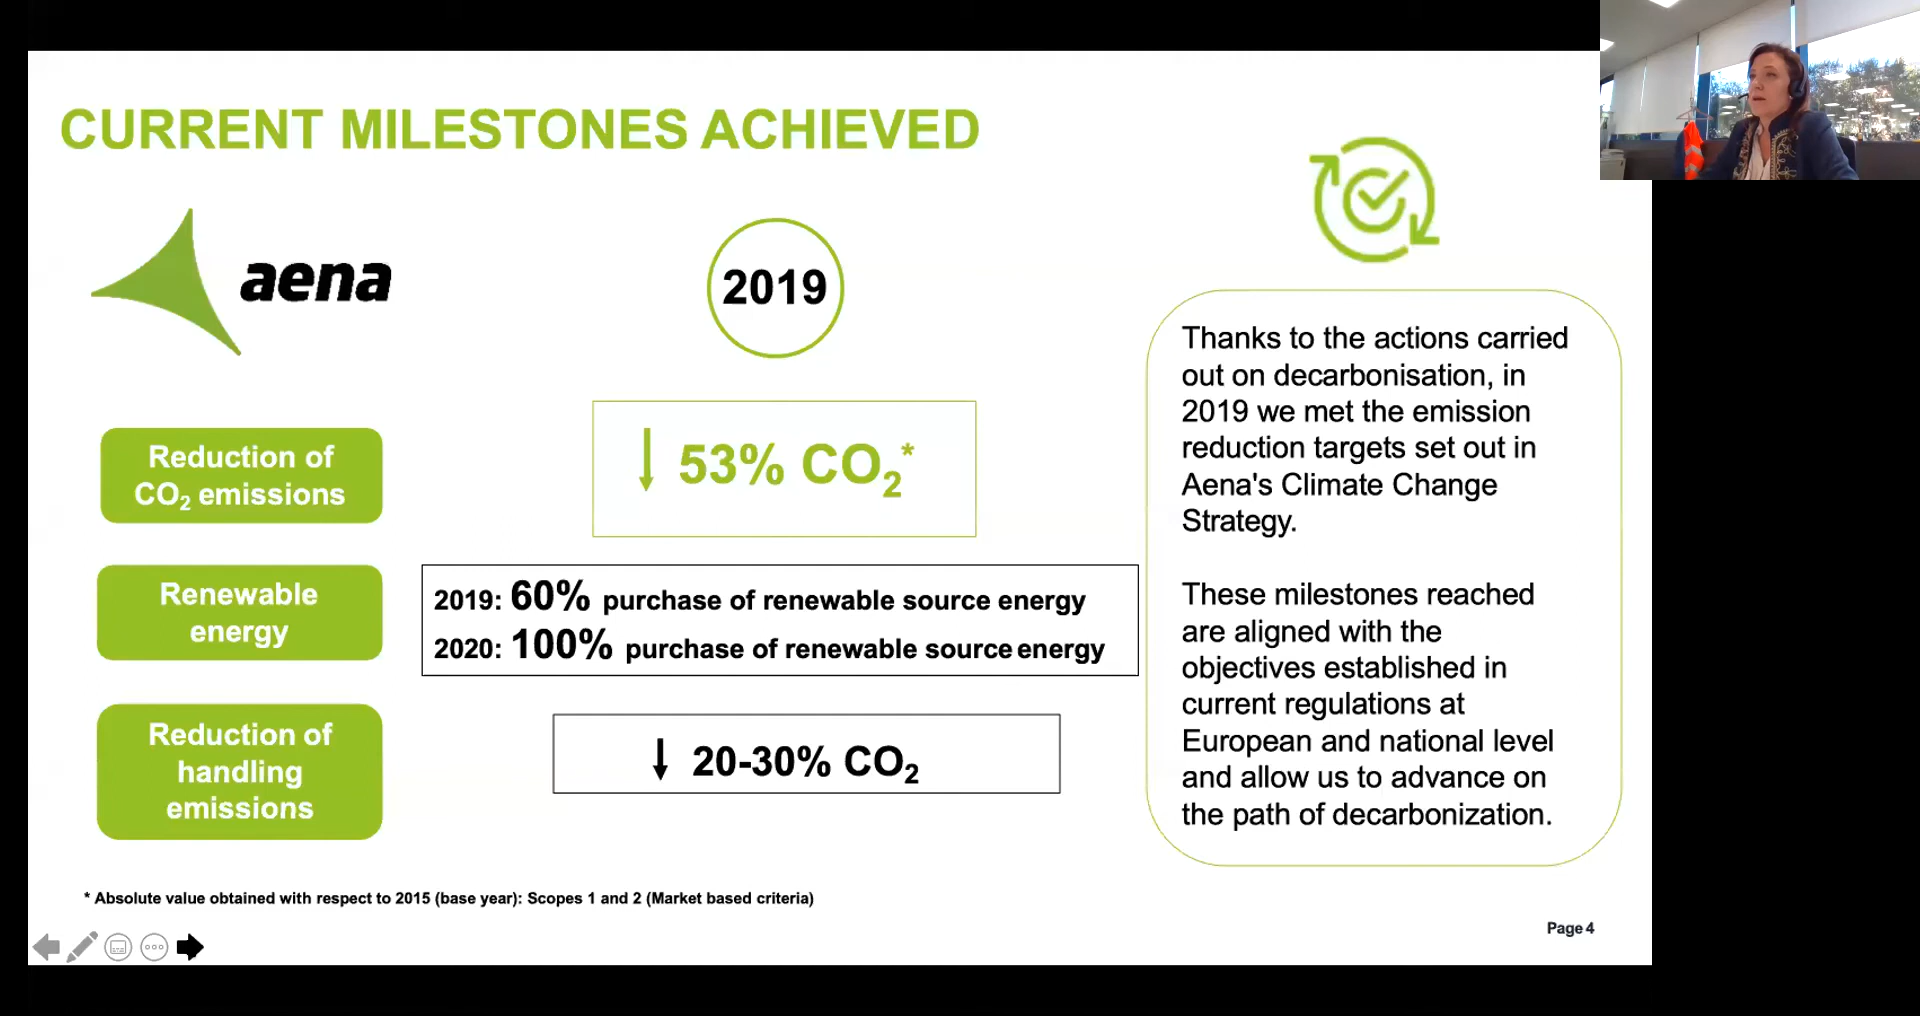 CURRENT MILESTONES ACHIEVED
aena
2019
Reduction of
CO₂ emissions
↓ 53% CO₂*
Renewable
energy
2019: 60% purchase of renewable source energy
2020: 100% purchase of renewable source energy
Reduction of
handling
emissions
↓ 20-30% CO₂
Thanks to the actions carried
out on decarbonisation, in
2019 we met the emission
reduction targets set out in
Aena's Climate Change
Strategy.
These milestones reached
are aligned with the
objectives established in
current regulations at
European and national level
and allow us to advance on
the path of decarbonization.
* Absolute value obtained with respect to 2015 (base year): Scopes 1 and 2 (Market based criteria)
Page 4